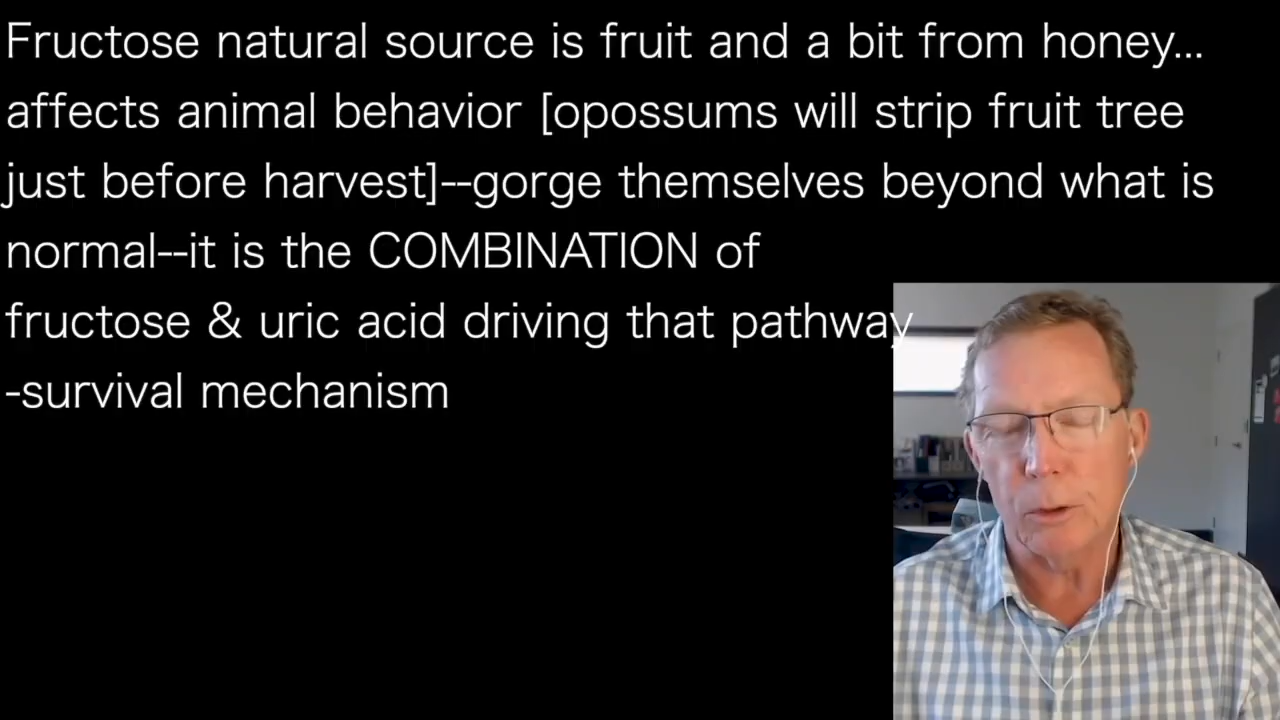 Fructose natural source is fruit and a bit from honey...
affects animal behavior [opossums will strip fruit tree
just before harvest]--gorge themselves beyond what is
normal--it is the COMBINATION of
fructose & uric acid driving that pathway
-survival mechanism